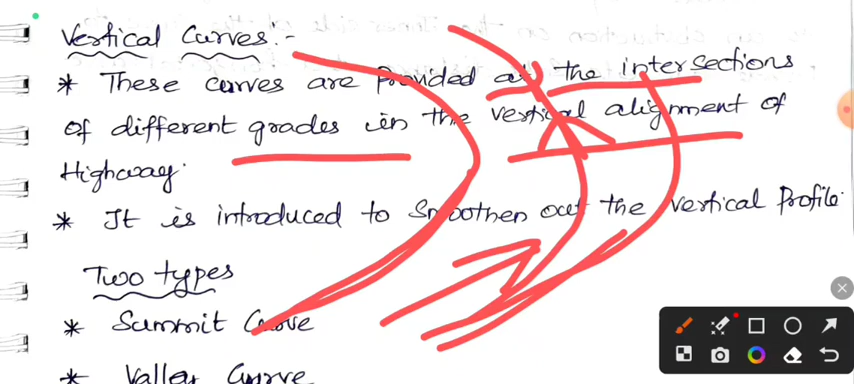 Vertical Curves:-
* These curves are provided at the intersections
of different grades in the vertical alignment of
Highway.
* It is introduced to smoothen out the vertical Profile.
Two types
* Summit Curve
* Valley Curve